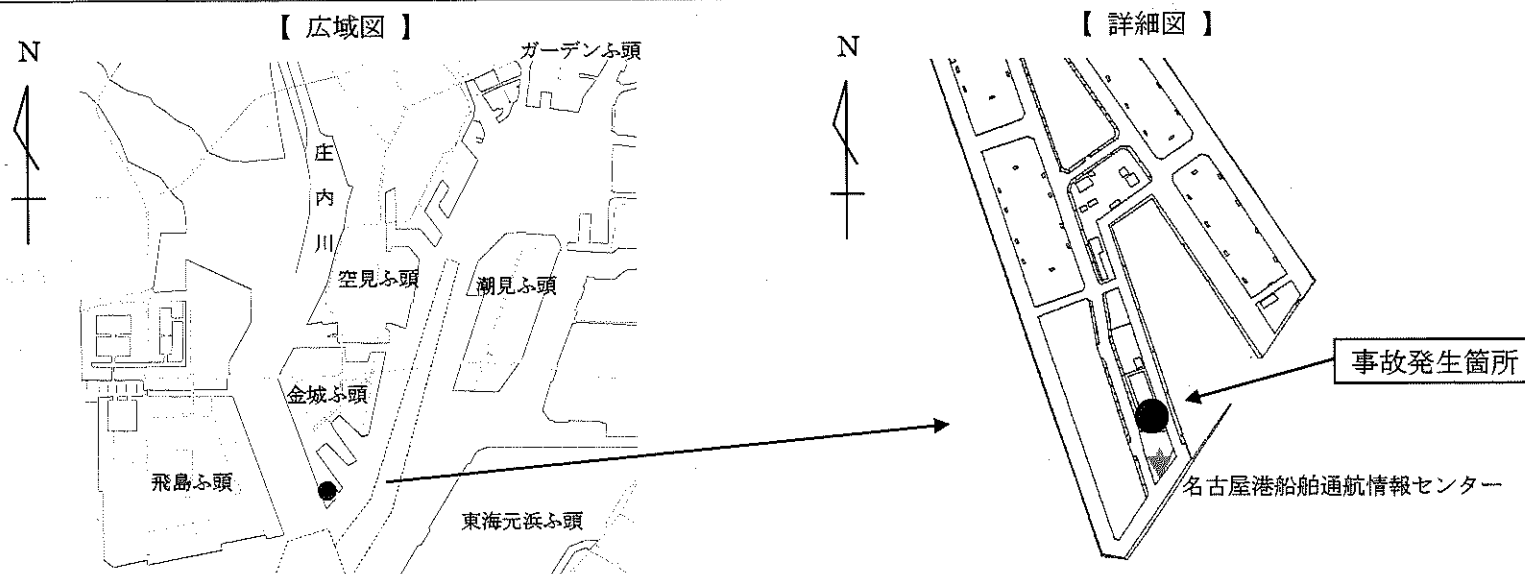 【 広域図 】
N
ガーデンふ頭
庄内川
空見ふ頭
潮見ふ頭
金城ふ頭
飛島ふ頭
東海元浜ふ頭
【 詳細図 】
N
事故発生箇所
名古屋港船舶通航情報センター